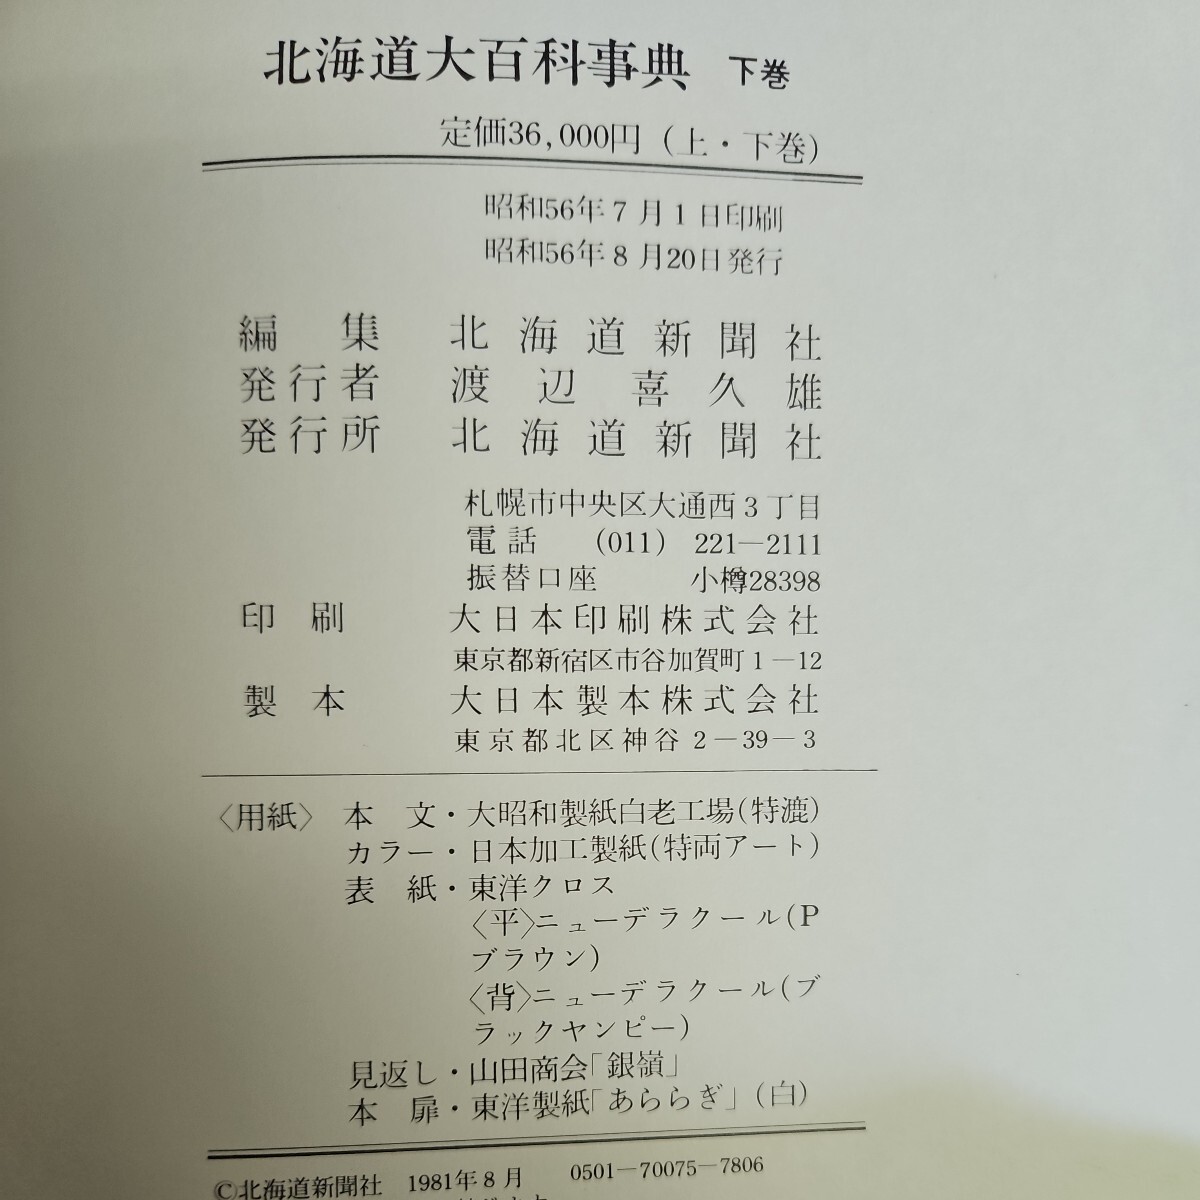 北海道大百科事典 下巻
定価36,000円（上・下巻）
昭和56年7月1日印刷
昭和56年8月20日発行
編集 北海道新聞社
発行者 渡辺喜久雄
発行所 北海道新聞社
札幌市中央区大通西3丁目
電話 (011) 221—2111
振替口座 小樽28398
印刷 大日本印刷株式会社
東京都新宿区市谷加賀町1—12
製本 大日本製本株式会社
東京都北区神谷2—39—3
〈用紙〉 本文・大昭和製紙白老工場(特漉)
カラー・日本加工製紙(特両アート)
表紙・東洋クロス
〈平〉ニューデラクール(P
ブラウン)
〈背〉ニューデラクール(ブ
ラックヤンピー)
見返し・山田商会「銀嶺」
本扉・東洋製紙「あららぎ」(白)
©北海道新聞社 1981年8月 0501—70075—7806